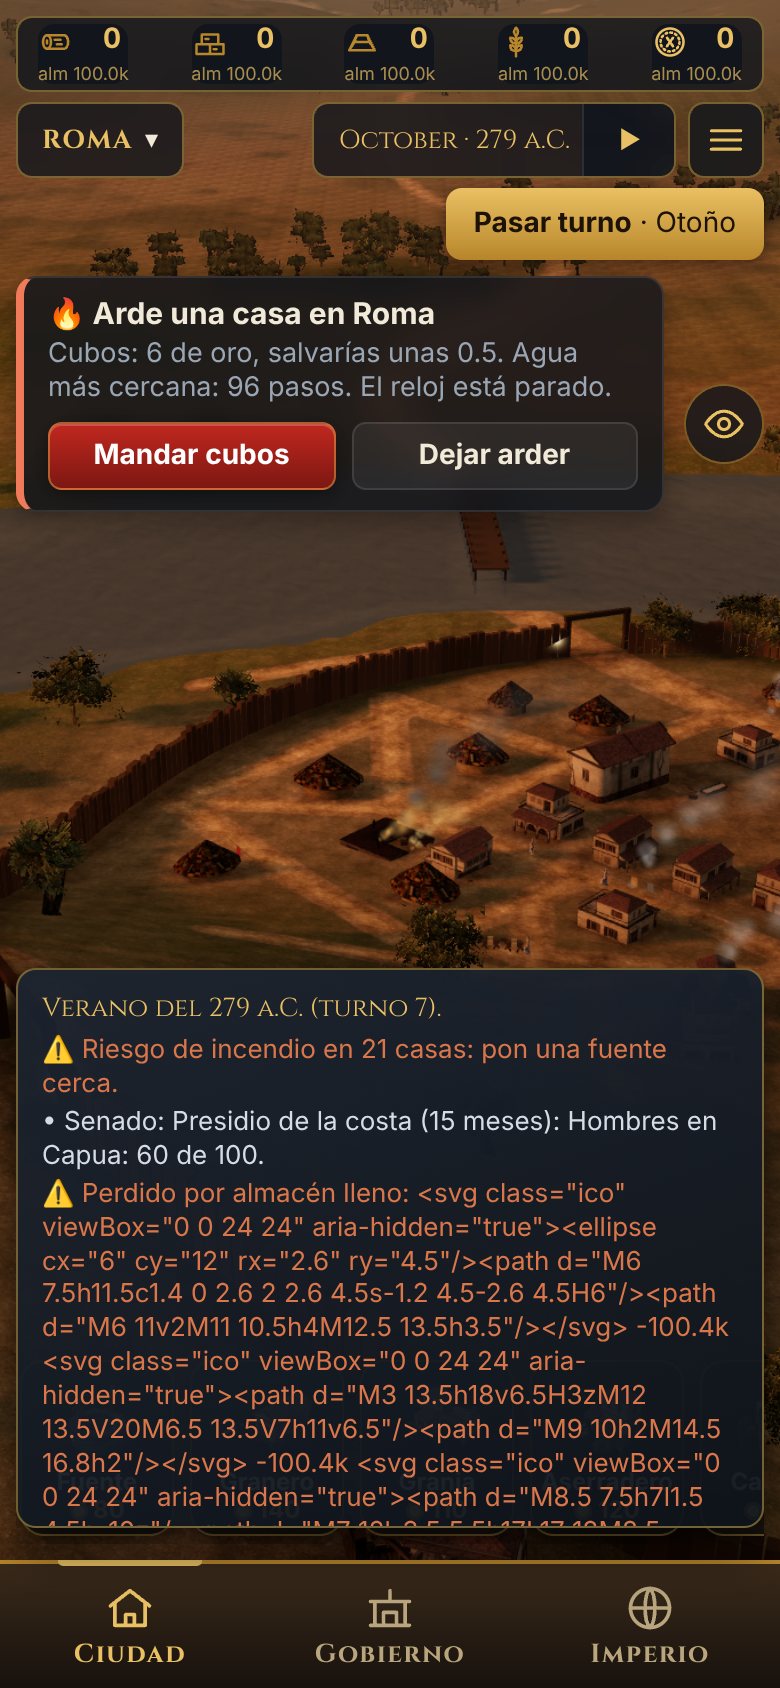 0 0 0 0 0
alm 100.0k alm 100.0k alm 100.0k alm 100.0k alm 100.0k
ROMA ▼
OCTOBER · 279 A.C.
Pasar turno · Otoño
🔥 Arde una casa en Roma
Cubos: 6 de oro, salvarías unas 0.5. Agua
más cercana: 96 pasos. El reloj está parado.
Mandar cubos Dejar arder
VERANO DEL 279 A.C. (TURNO 7).
⚠️ Riesgo de incendio en 21 casas: pon una fuente
cerca.
• Senado: Presidio de la costa (15 meses): Hombres en
Capua: 60 de 100.
⚠️ Perdido por almacén lleno: <svg class="ico"
viewBox="0 0 24 24" aria-hidden="true"><ellipse
cx="6" cy="12" rx="2.6" ry="4.5"/><path d="M6
7.5h11.5c1.4 0 2.6 2 2.6 4.5s-1.2 4.5-2.6 4.5H6"/><path
d="M6 11v2M11 10.5h4M12.5 13.5h3.5"/></svg> -100.4k
<svg class="ico" viewBox="0 0 24 24" aria-
hidden="true"><path d="M3 13.5h18v6.5H3zM12
13.5V20M6.5 13.5V7h11v6.5"/><path d="M9 10h2M14.5
16.8h2"/></svg> -100.4k <svg class="ico" viewBox="0
0 24 24" aria-hidden="true"><path d="M8.5 7.5h7l1.5
Fuente Granero Granja Aserradero
CIUDAD GOBIERNO IMPERIO